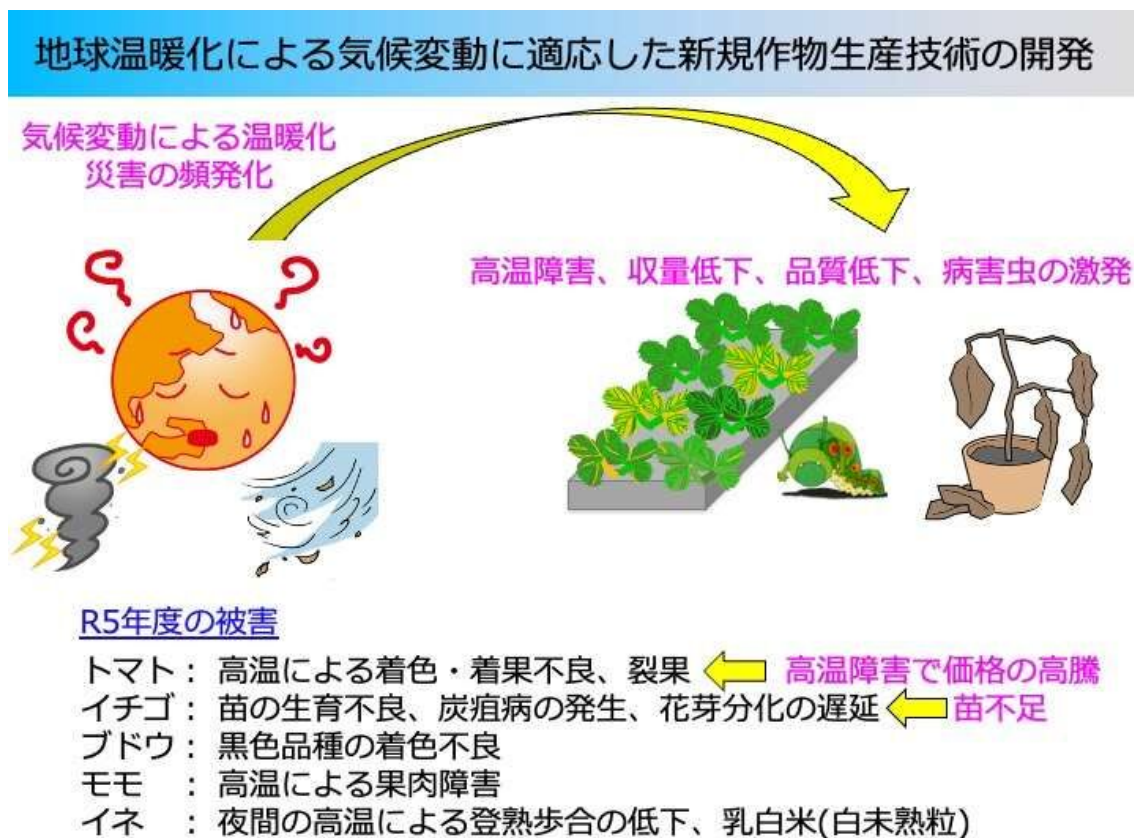 地球温暖化による気候変動に適応した新規作物生産技術の開発
気候変動による温暖化
災害の頻発化
高温障害、収量低下、品質低下、病害虫の激発
R5年度の被害
トマト： 高温による着色・着果不良、裂果 高温障害で価格の高騰
イチゴ： 苗の生育不良、炭疽病の発生、花芽分化の遅延 苗不足
ブドウ： 黒色品種の着色不良
モモ ： 高温による果肉障害
イネ ： 夜間の高温による登熟歩合の低下、乳白米(白未熟粒)